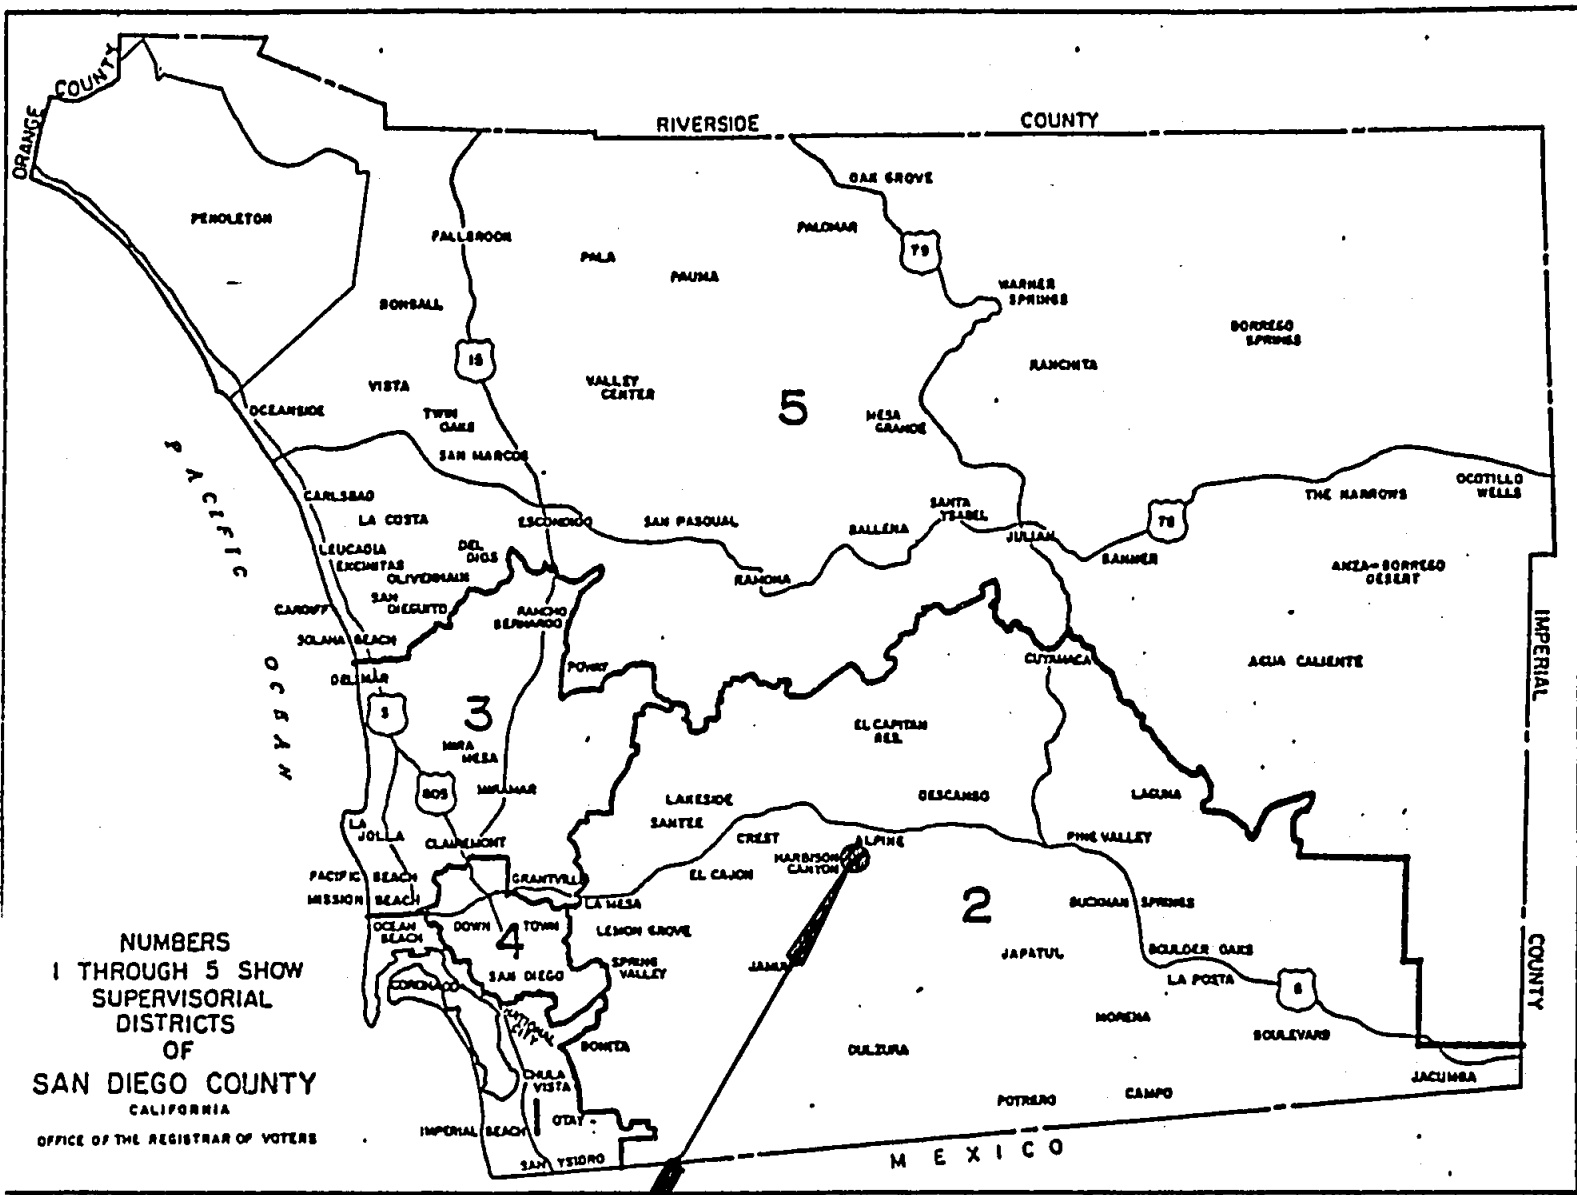 ORANGE COUNTY
RIVERSIDE COUNTY
OAK GROVE
PENDLETON
PALOMAR
FALLBROOK
79
PALA
PAUMA
WARNER
SPRINGS
BONSALL
BORREGO
SPRINGS
15
RANCHITA
VISTA
VALLEY
CENTER
5
OCEANSIDE
TWIN
OAKS
MESA
GRANDE
SAN MARCOS
PACIFIC OCEAN
CARLSBAD
THE NARROWS
OCOTILLO
WELLS
LA COSTA
ESCONDIDO
SAN PASQUAL
BALLENA
SANTA
YSABEL
78
JULIAN
LEUCADIA
ENCINITAS
DEL
DIOS
OLIVENHAIN
RAMONA
BANNER
ANZA-BORREGO
DESERT
SAN
DIEGUITO
CARDIFF
RANCHO
BERNARDO
SOLANA BEACH
POWAY
CUYAMACA
AGUA CALIENTE
IMPERIAL COUNTY
DEL MAR
5
3
EL CAPITAN
RES.
MIRA
MESA
805
MIRAMAR
LAKESIDE
DESCANSO
LAGUNA
SANTEE
LA
JOLLA
CREST
ALPINE
PINE VALLEY
CLAIREMONT
HARBISON
CANYON
PACIFIC BEACH
GRANTVILLE
EL CAJON
MISSION BEACH
LA MESA
2
BUCKMAN SPRINGS
OCEAN
BEACH
DOWN TOWN
4
LEMON GROVE
NUMBERS
1 THROUGH 5 SHOW
SUPERVISORIAL
DISTRICTS
OF
SAN DIEGO COUNTY
CALIFORNIA
OFFICE OF THE REGISTRAR OF VOTERS
SPRING
VALLEY
JAMUL
JAPATUL
BOULDER OAKS
LA POSTA
CORONADO
SAN DIEGO
8
NATIONAL
CITY
MORENA
BOULEVARD
BONITA
DULZURA
CHULA
VISTA
JACUMBA
1
OTAY
POTRERO
CAMPO
IMPERIAL BEACH
SAN YSIDRO
MEXICO